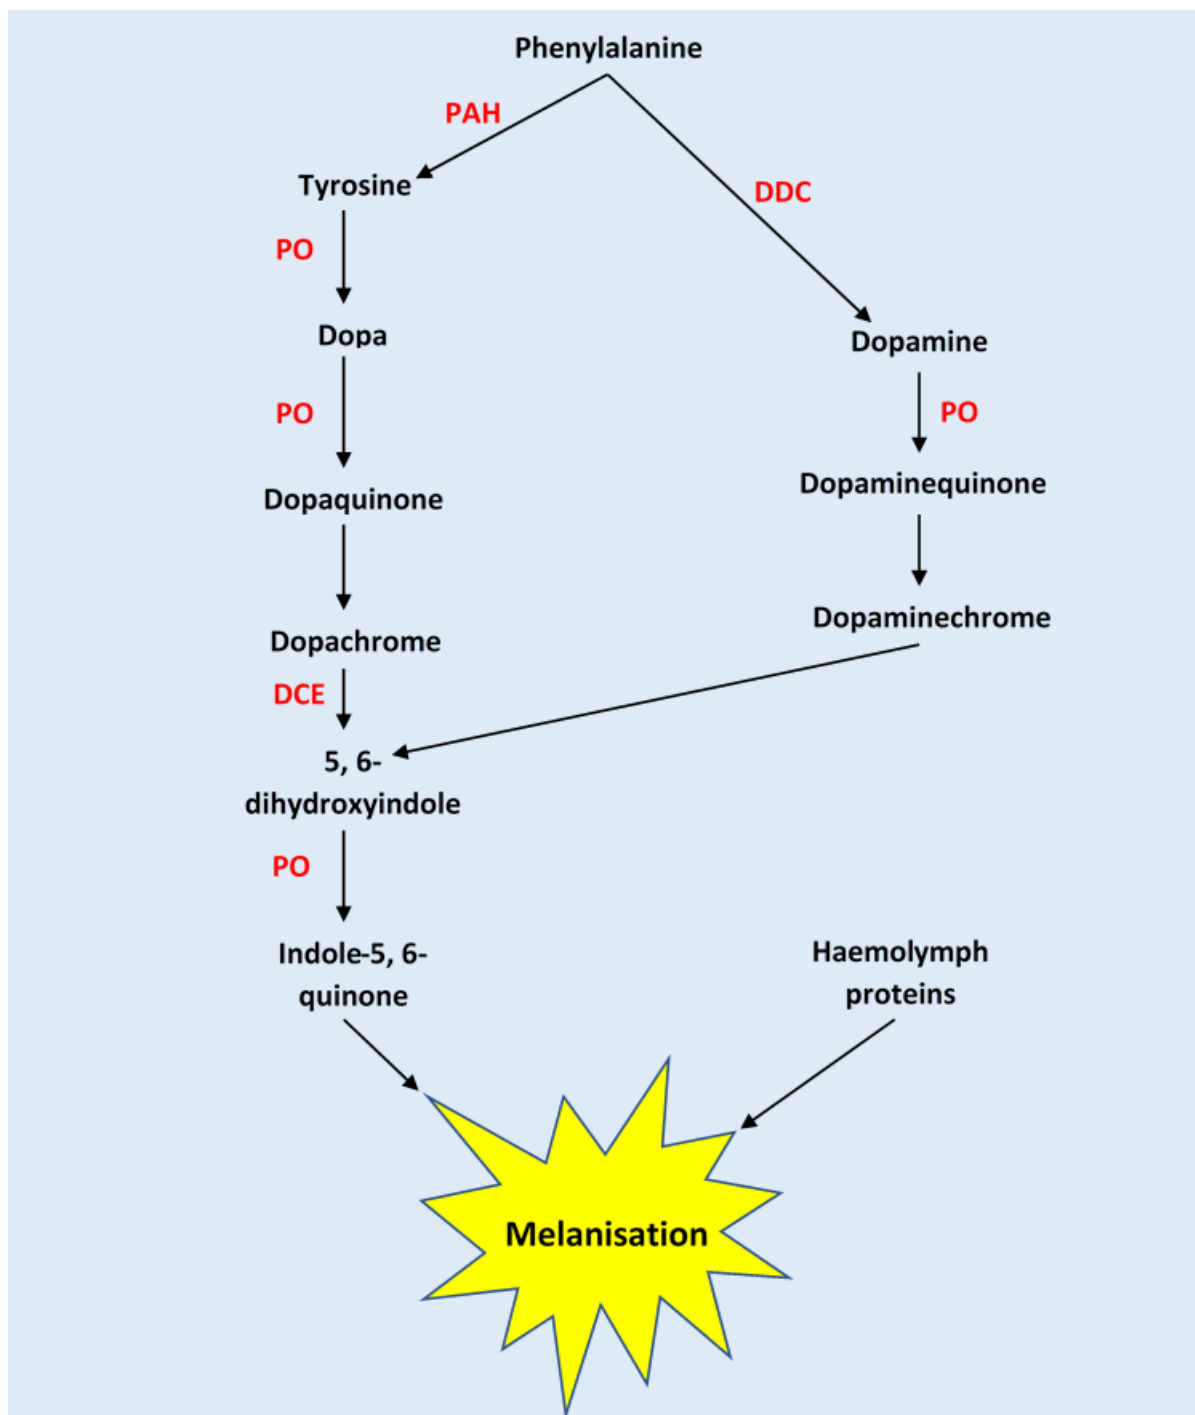 Phenylalanine
PAH
Tyrosine
DDC
PO
Dopa
Dopamine
PO
PO
Dopaquinone
Dopaminequinone
Dopachrome
Dopaminechrome
DCE
5, 6-
dihydroxyindole
PO
Indole-5, 6-
quinone
Haemolymph
proteins
Melanisation